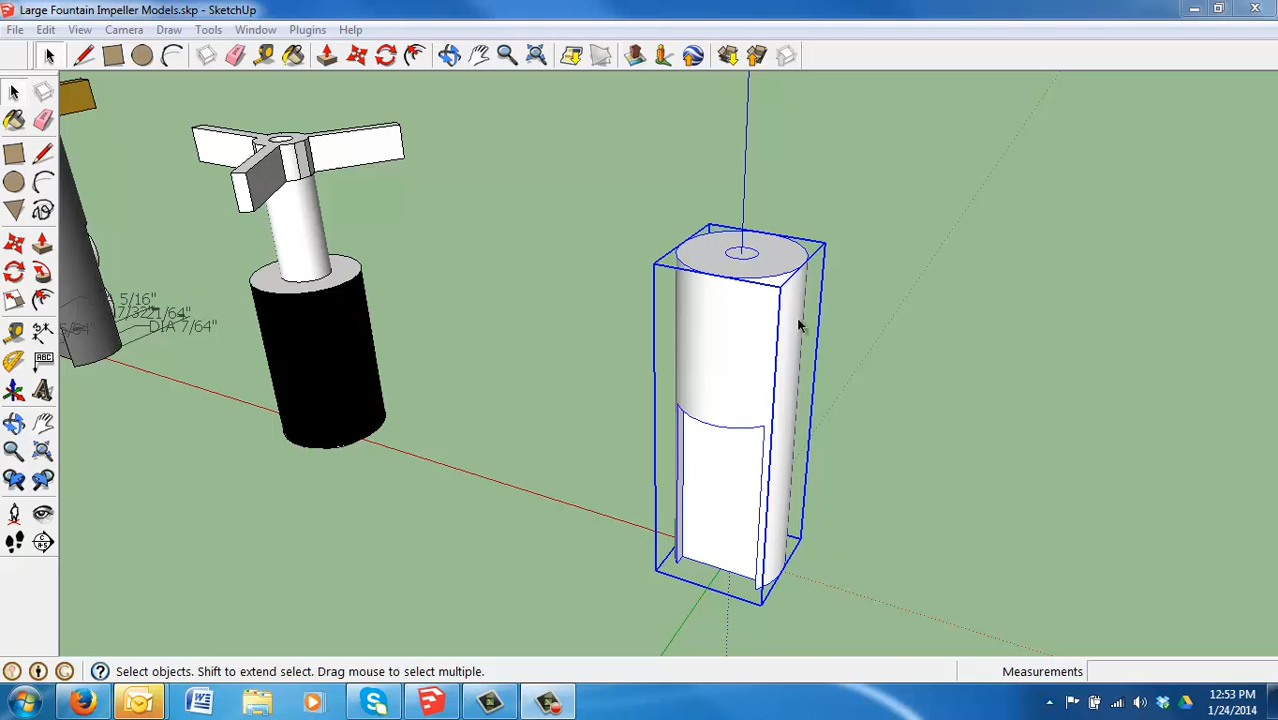 Large Fountain Impeller Models.skp - SketchUp
File Edit View Camera Draw Tools Window Plugins Help
DIA 5/16"
DIA 7/64"
Select objects. Shift to extend select. Drag mouse to select multiple.
Measurements
12:53 PM
1/24/2014